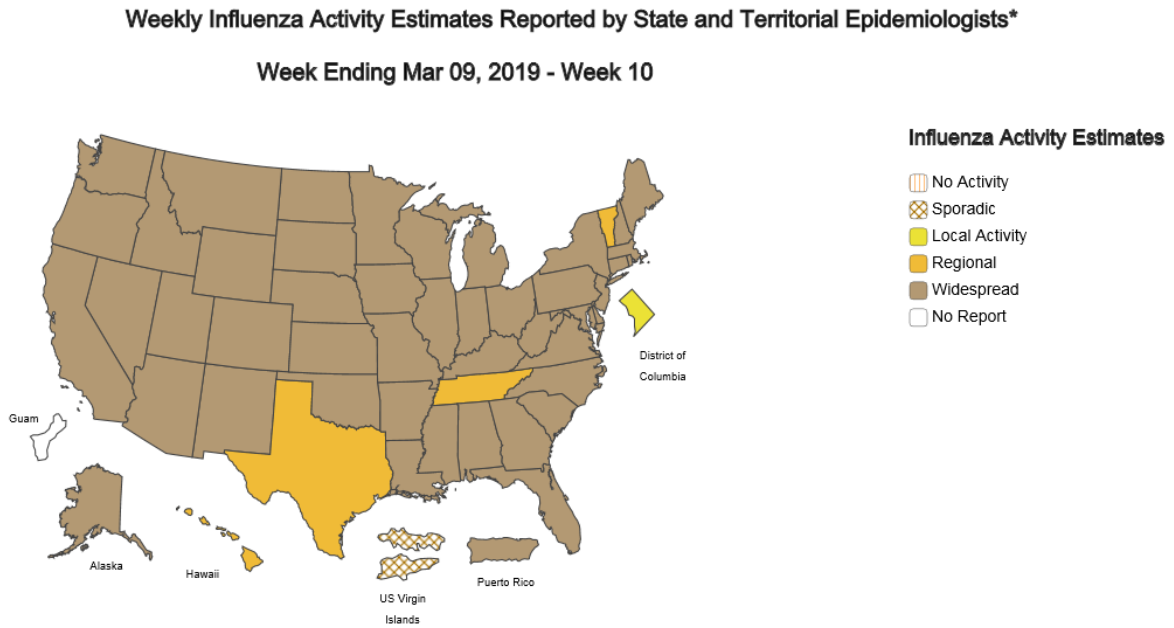 Weekly Influenza Activity Estimates Reported by State and Territorial Epidemiologists*
Week Ending Mar 09, 2019 - Week 10
Influenza Activity Estimates
No Activity
Sporadic
Local Activity
Regional
Widespread
No Report
District of
Columbia
Guam
Alaska
Hawaii
US Virgin
Islands
Puerto Rico